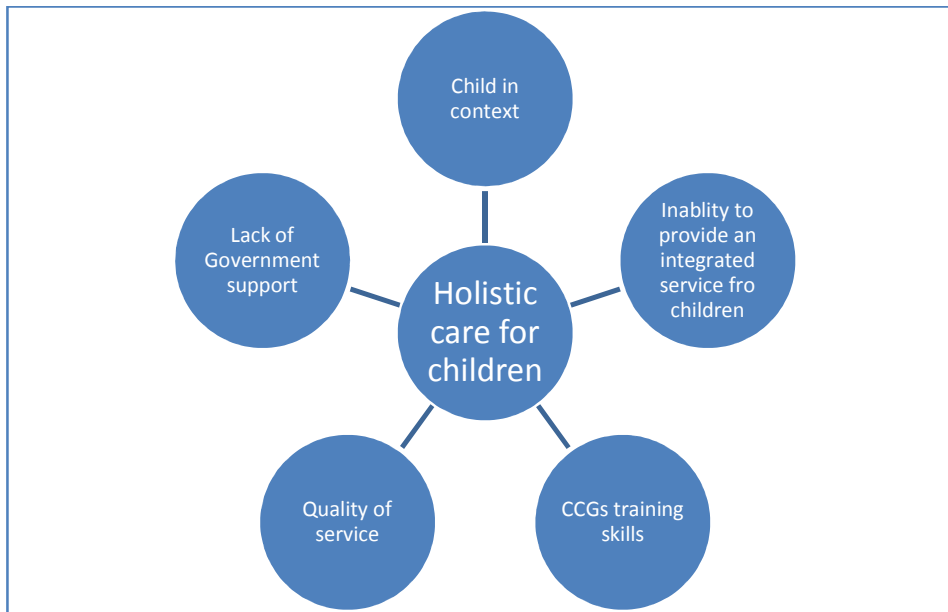 Child in
context
Inablity to
provide an
integrated
service fro
children
CCGs training
skills
Quality of
service
Lack of
Government
support
Holistic
care for
children